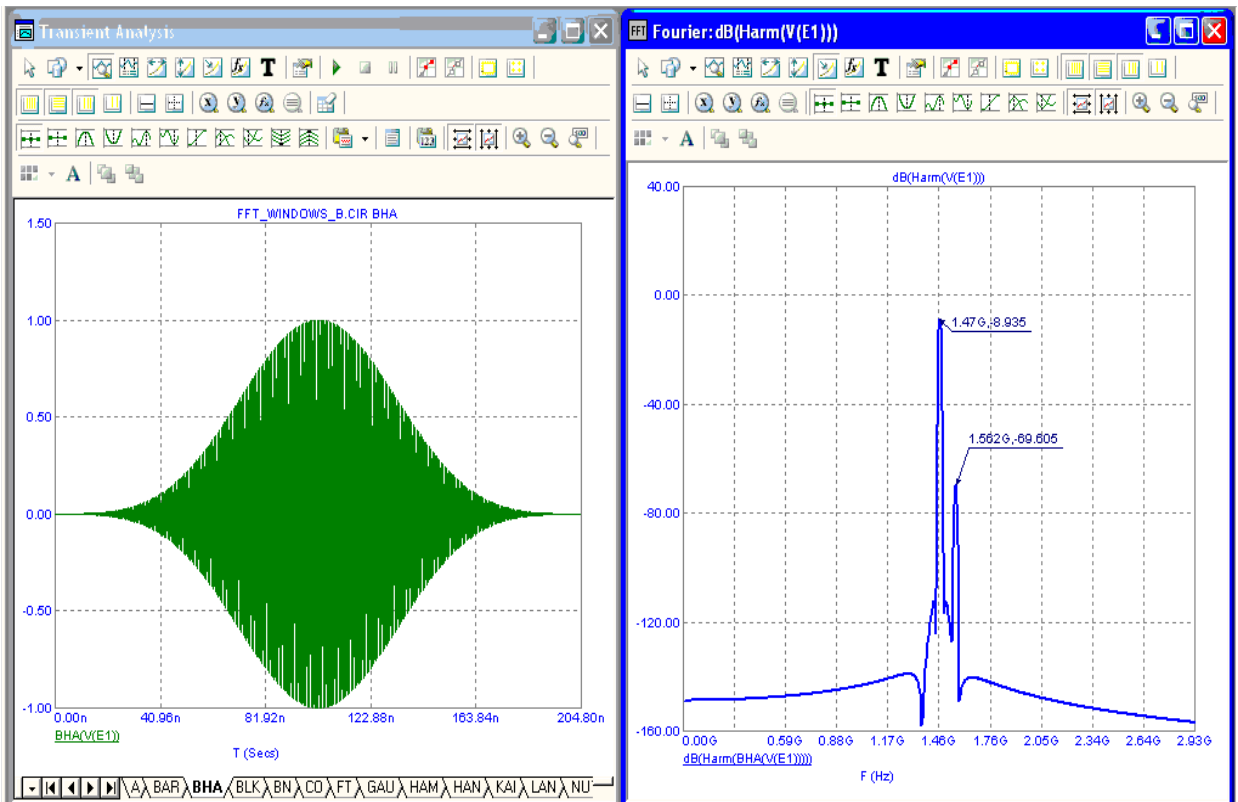 Transient Analysis
FFT_WINDOWS_B.CIR BHA
1.50
1.00
0.50
0.00
-0.50
-1.00
0.00n 40.96n 81.92n 122.88n 163.84n 204.80n
BHA(V(E1))
T (Secs)
A BAR BHA BLK BN CO FT GAU HAM HAN KAI LAN NU
FFT Fourier:dB(Harm(V(E1)))
dB(Harm(V(E1)))
40.00
0.00
-40.00
-80.00
-120.00
-160.00
1.47G,-8.935
1.562G,-69.605
0.00G 0.59G 0.88G 1.17G 1.46G 1.76G 2.05G 2.34G 2.64G 2.93G
dB(Harm(BHA(V(E1))))
F (Hz)